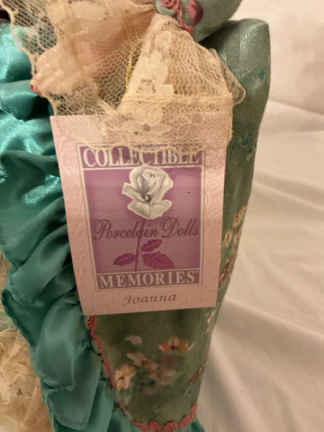 COLLECTIBLE
Porcelain Dolls
MEMORIES
Joanna